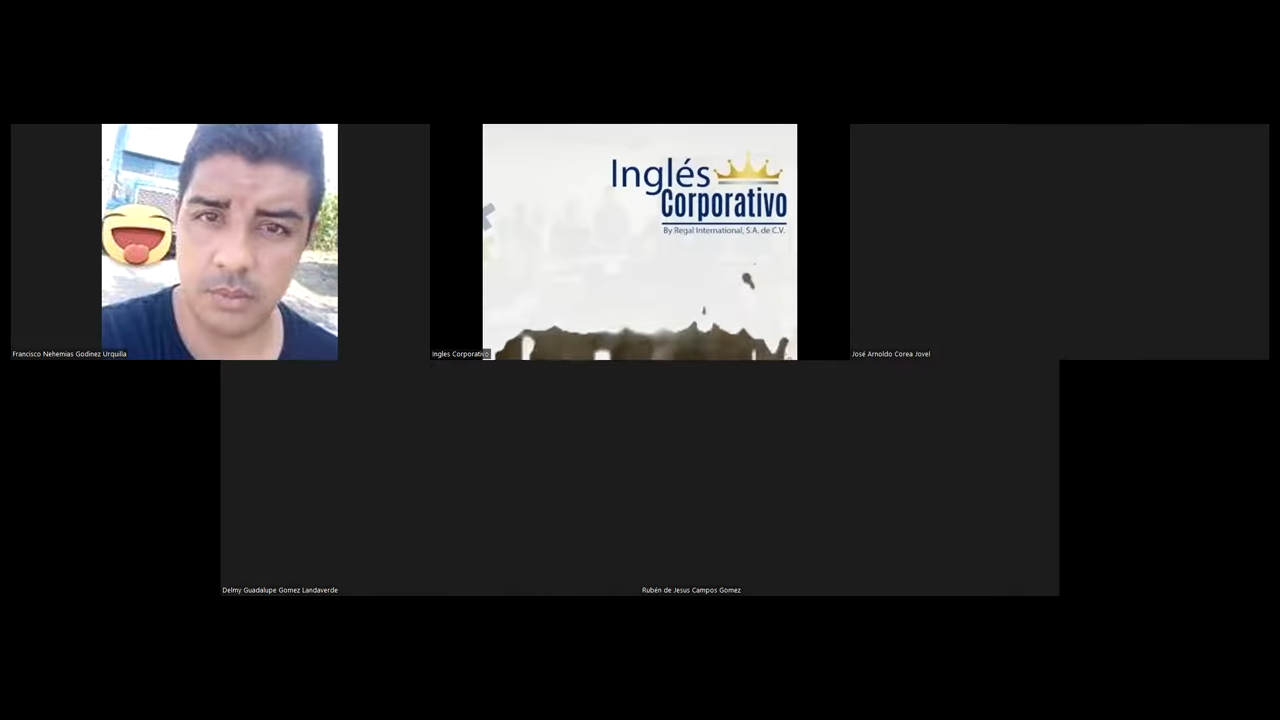 Inglés
Corporativo
By Regal International, S.A. de C.V.
Francisco Nehemias Godinez Urquilla
Ingles Corporativo
José Arnoldo Corea Jovel
Delmy Guadalupe Gomez Landaverde
Rubén de Jesus Campos Gomez